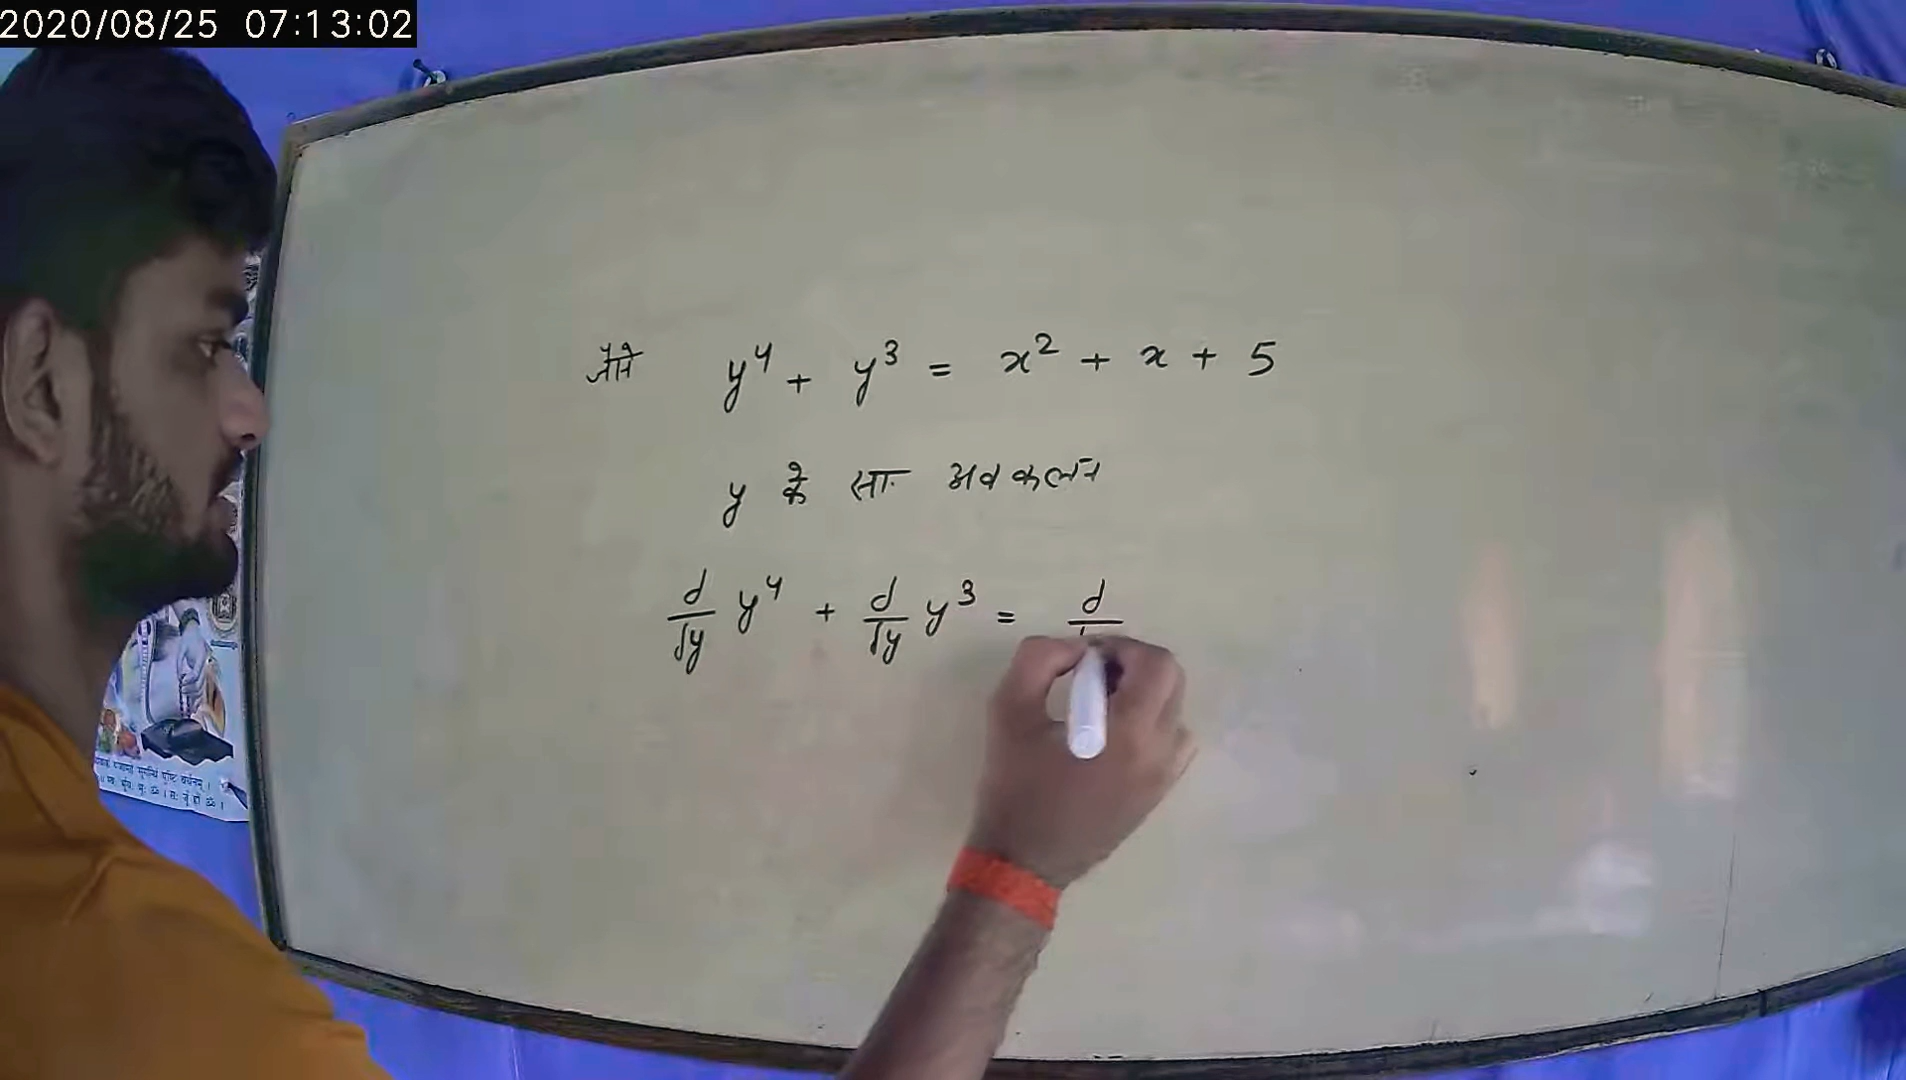 2020/08/25 07:13:02
माने y⁴ + y³ = x² + x + 5
y के सा. अवकलन
d/dy y⁴ + d/dy y³ = d/